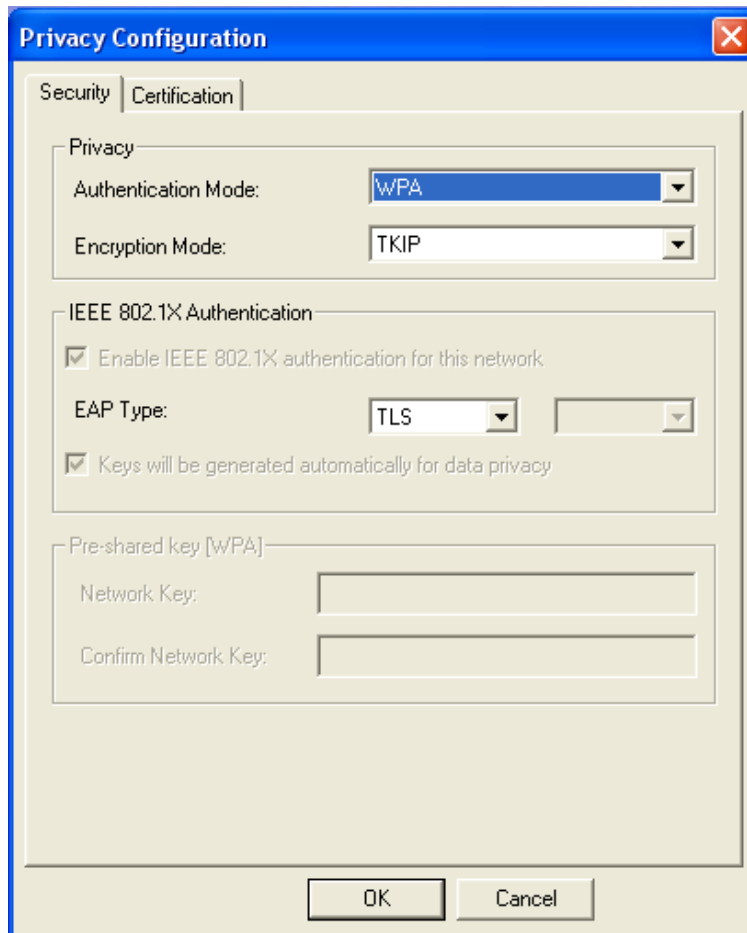 Privacy Configuration
Security
Certification
Privacy
Authentication Mode:
WPA
Encryption Mode:
TKIP
IEEE 802.1X Authentication
Enable IEEE 802.1X authentication for this network
EAP Type:
TLS
Keys will be generated automatically for data privacy
Pre-shared key [WPA]
Network Key:
Confirm Network Key:
OK
Cancel